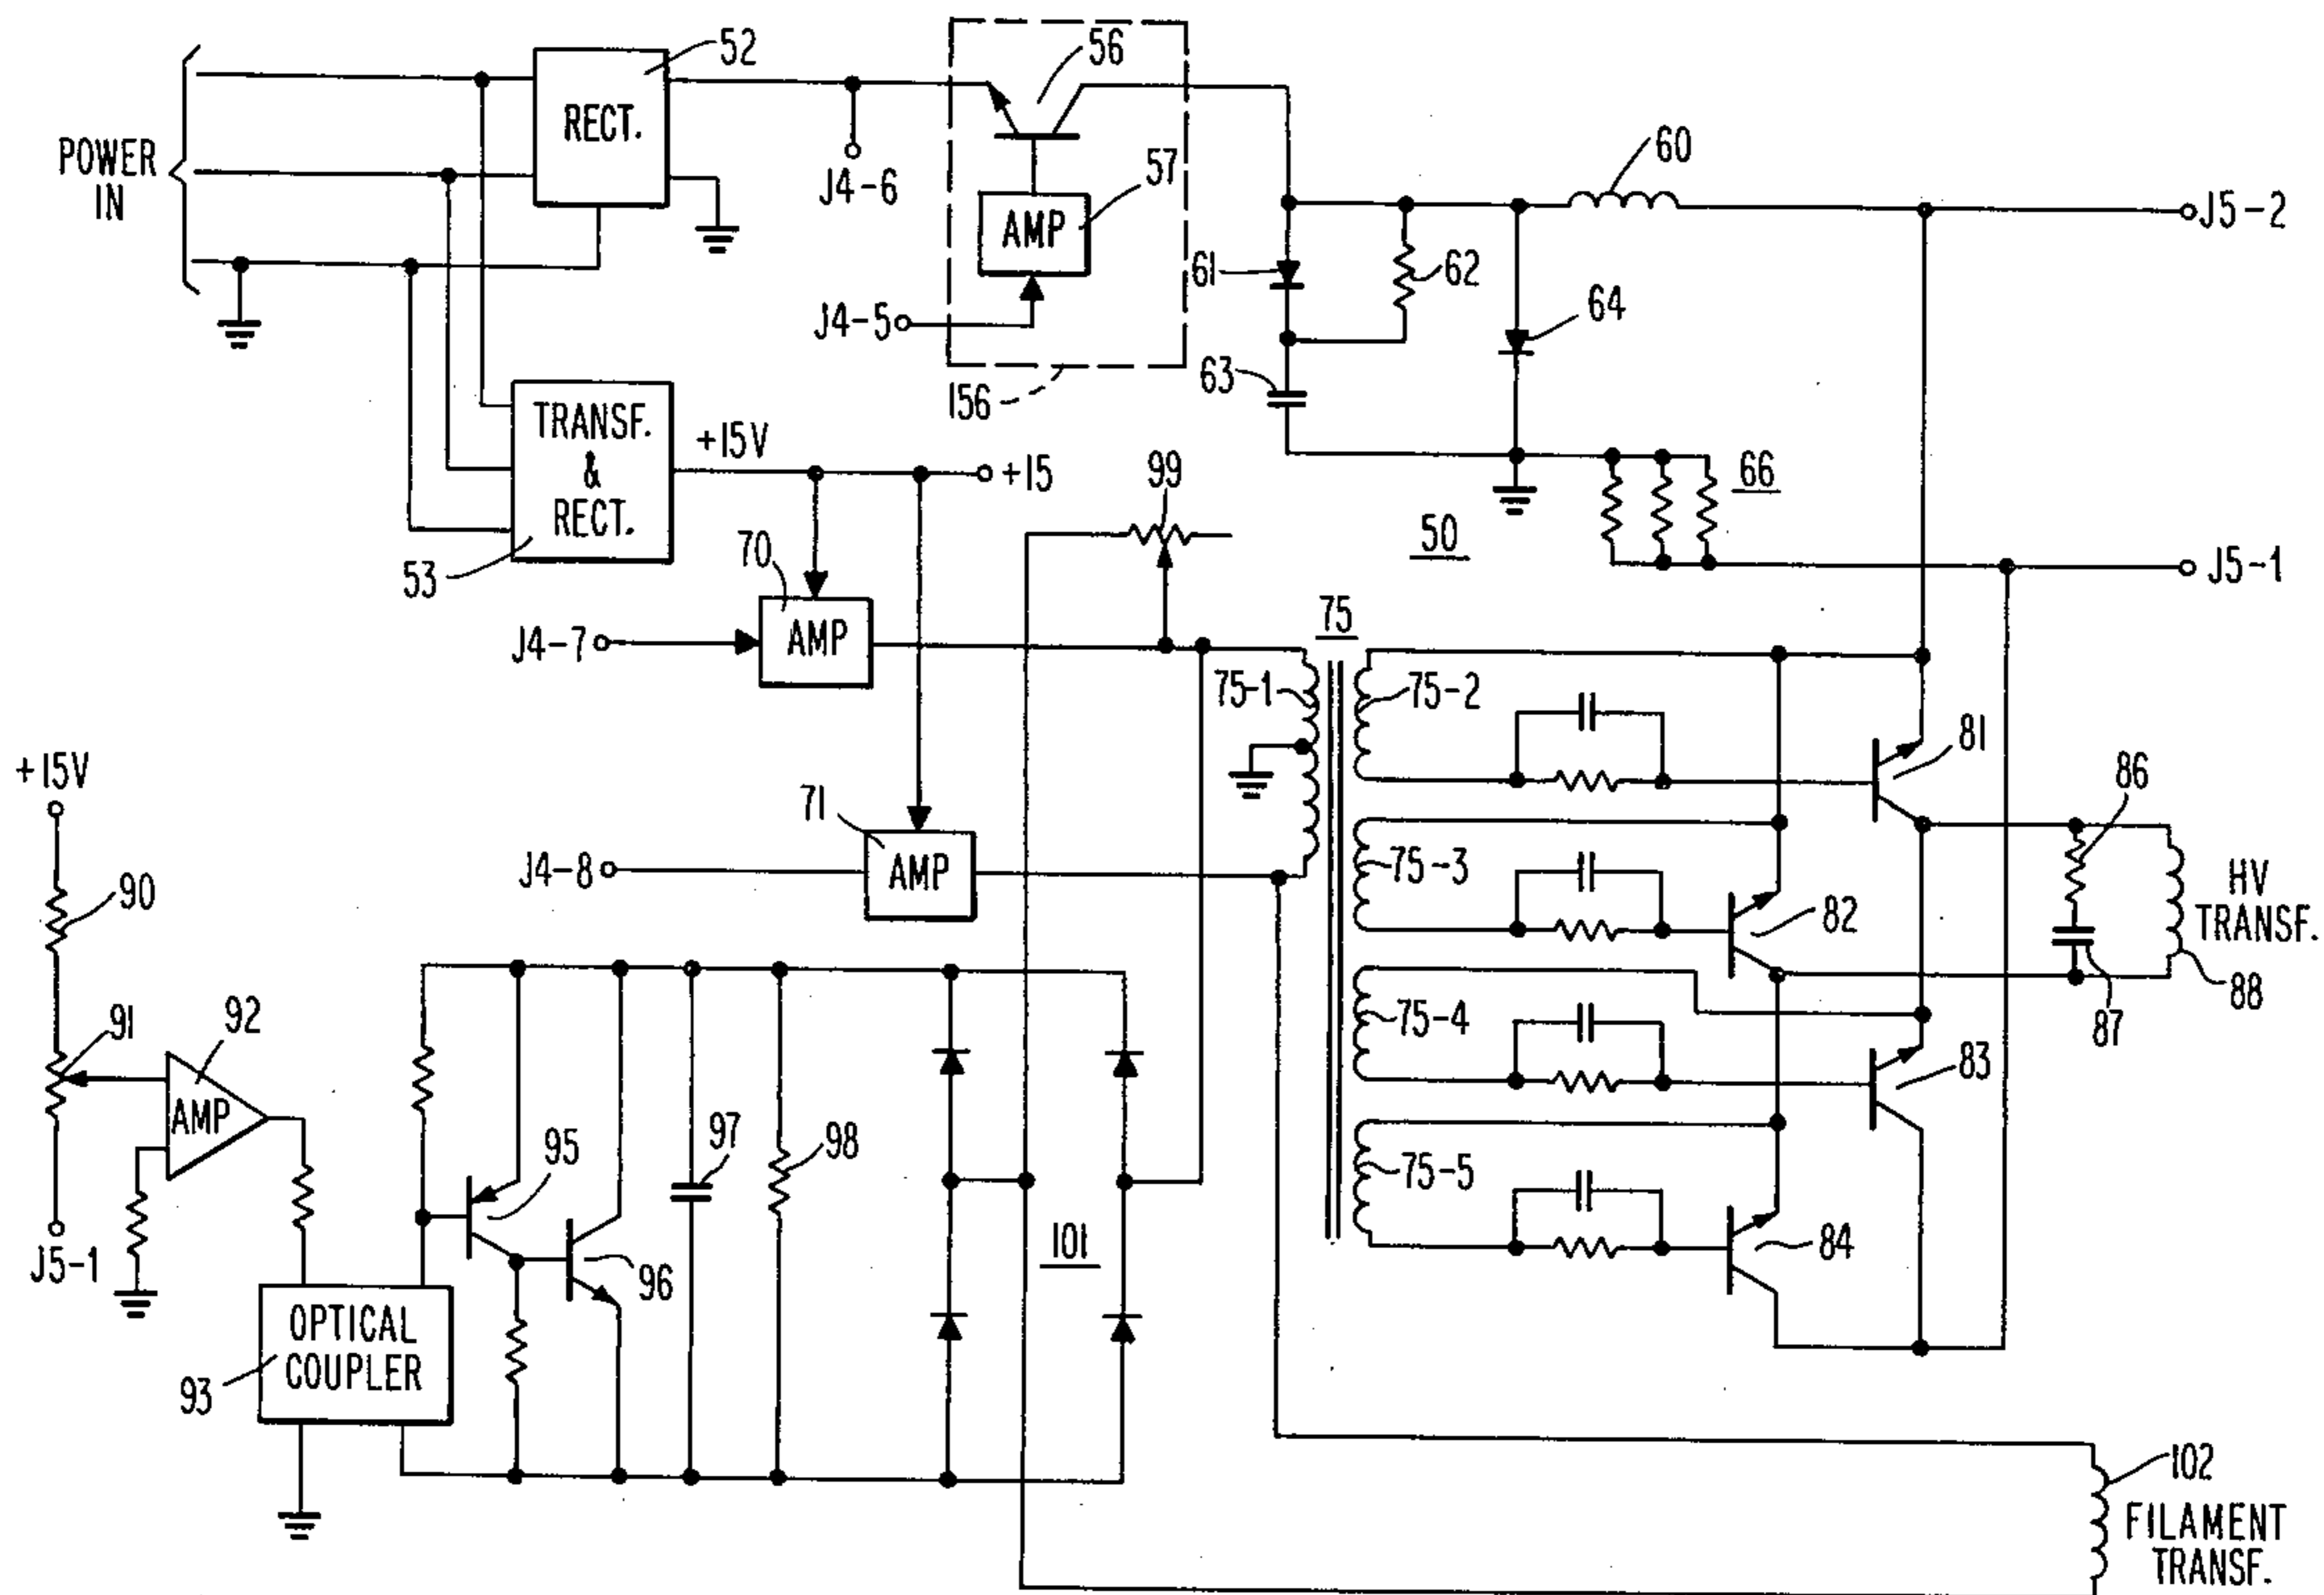 POWER
IN
52
RECT.
J4-6
56
57
AMP
J4-5
156
60
J5-2
61
62
63
64
66
50
J5-1
TRANSF.
&
RECT.
53
+15V
+15
99
70
AMP
J4-7
71
AMP
J4-8
75
75-1
75-2
75-3
75-4
75-5
81
82
83
84
86
87
88
HV
TRANSF.
+15V
90
91
92
AMP
J5-1
OPTICAL
COUPLER
93
95
96
97
98
101
102
FILAMENT
TRANSF.